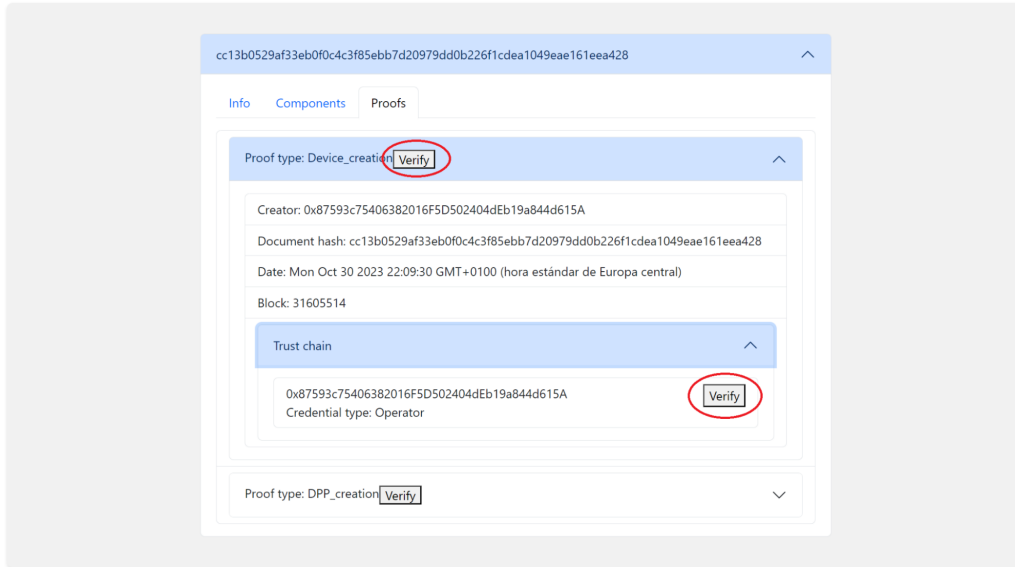 cc13b0529af33eb0f0c4c3f85ebb7d20979dd0b226f1cdea1049eae161eea428
Info Components Proofs
Proof type: Device_creation Verify
Creator: 0x87593c75406382016F5D502404dEb19a844d615A
Document hash: cc13b0529af33eb0f0c4c3f85ebb7d20979dd0b226f1cdea1049eae161eea428
Date: Mon Oct 30 2023 22:09:30 GMT+0100 (hora estándar de Europa central)
Block: 31605514
Trust chain
0x87593c75406382016F5D502404dEb19a844d615A Verify
Credential type: Operator
Proof type: DPP_creation Verify